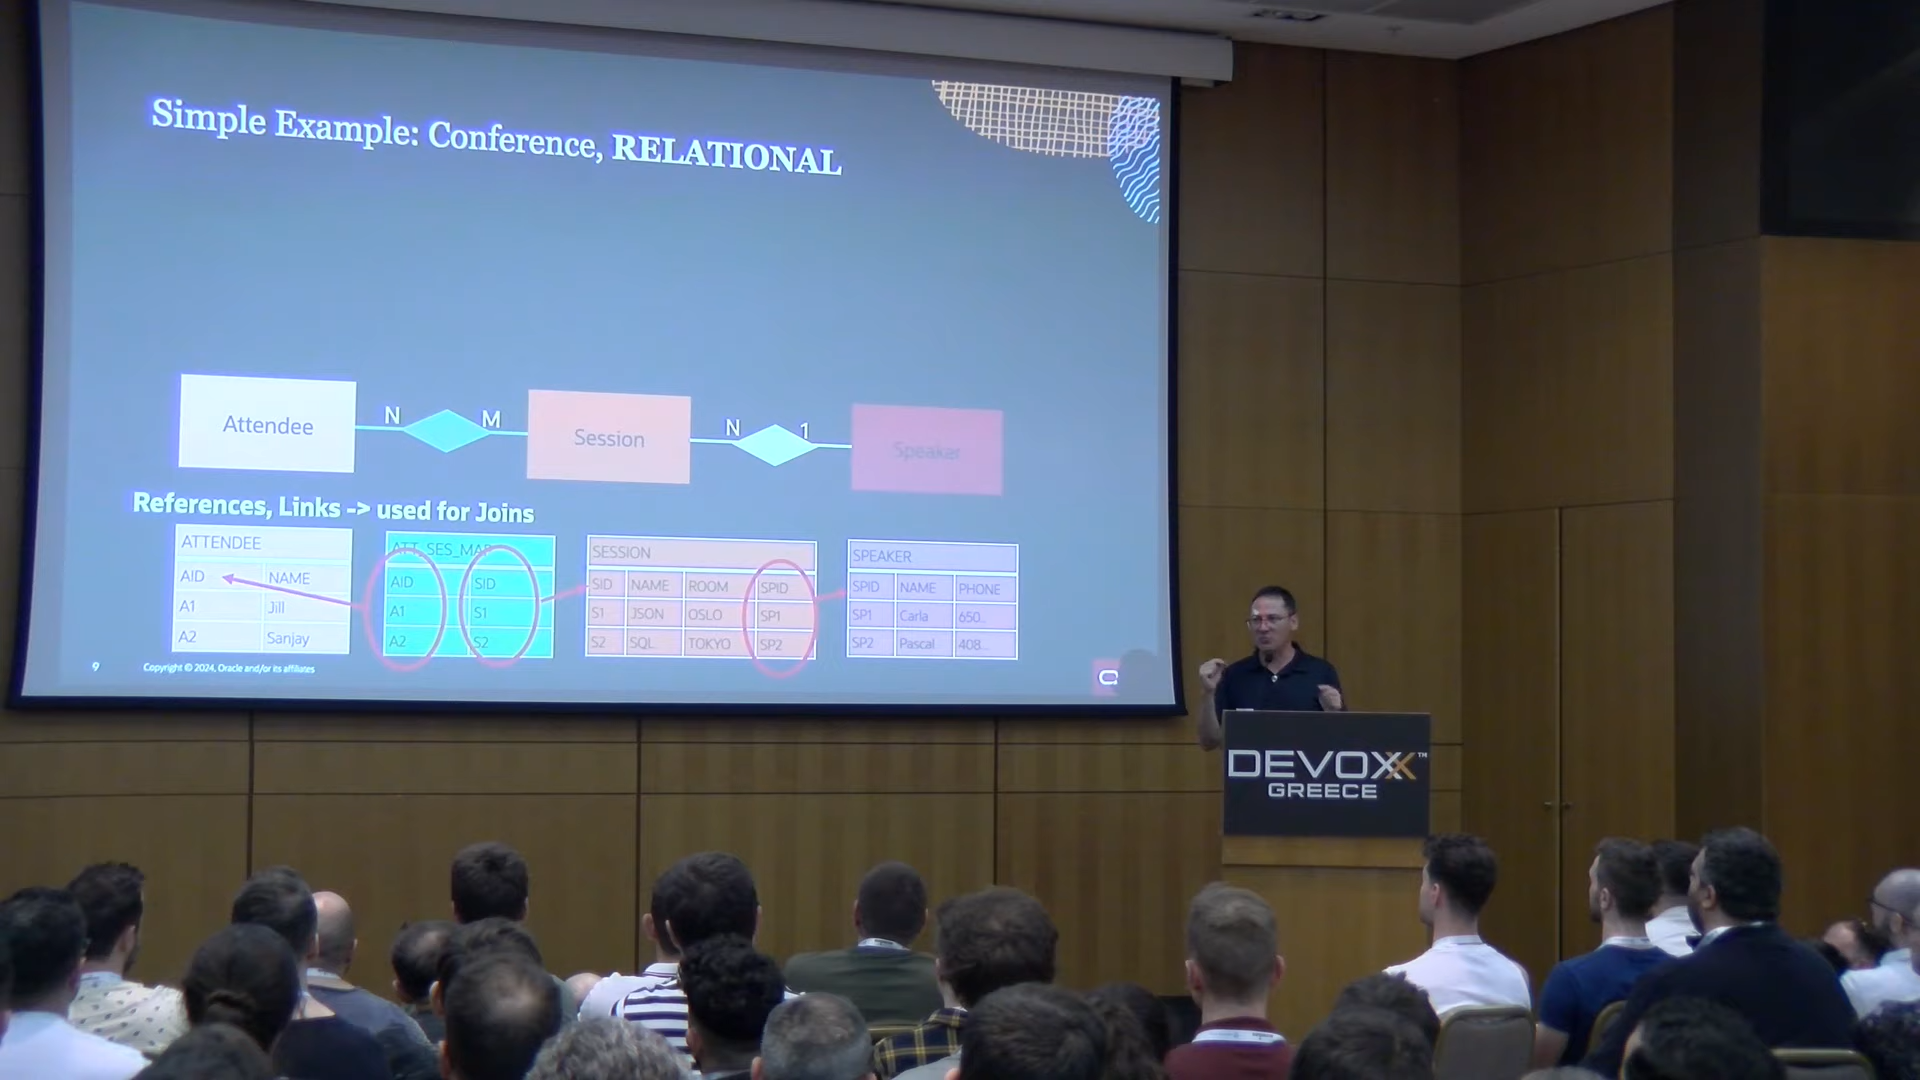 Simple Example: Conference, RELATIONAL
Attendee
N
M
Session
N
1
Speaker
References, Links -> used for Joins
ATTENDEE
AID NAME
A1 Jill
A2 Sanjay
ATT_SES_MAP
AID SID
A1 S1
A2 S2
SESSION
SID NAME ROOM SPID
S1 JSON OSLO SP1
S2 SQL TOKYO SP2
SPEAKER
SPID NAME PHONE
SP1 Carla 650..
SP2 Pascal 408..
9
Copyright © 2024, Oracle and/or its affiliates
DEVOXX™
GREECE